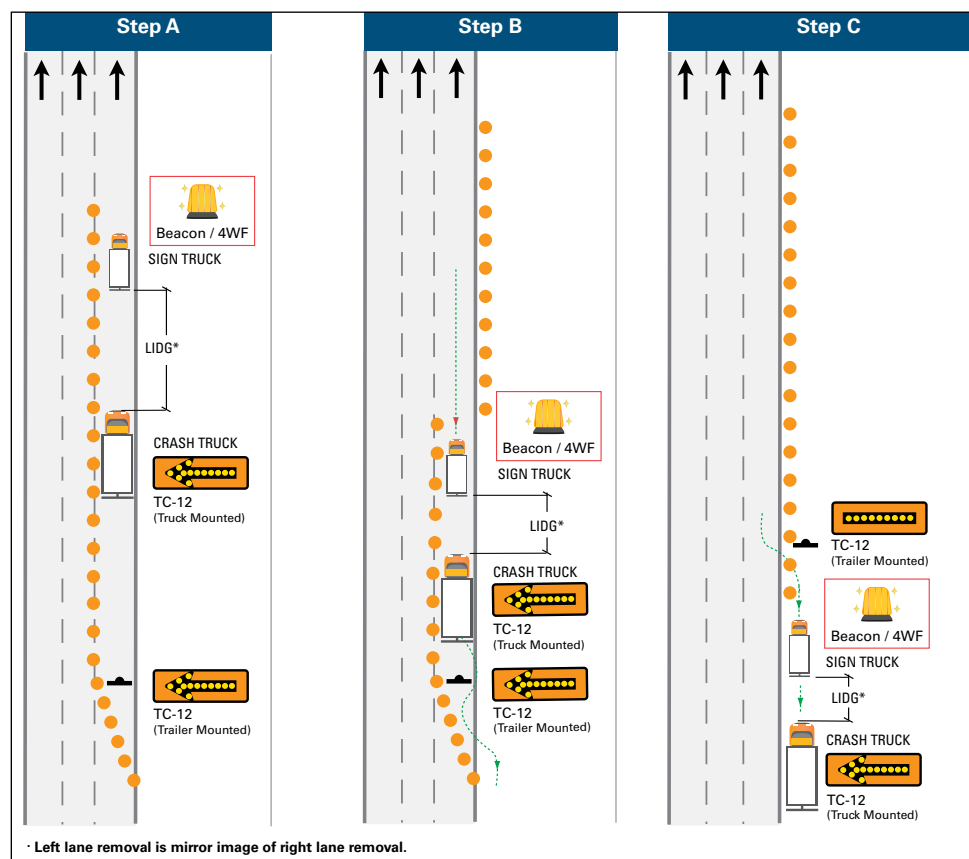 Step A
Step B
Step C
Beacon / 4WF
SIGN TRUCK
LIDG*
CRASH TRUCK
TC-12
(Truck Mounted)
TC-12
(Trailer Mounted)
Beacon / 4WF
SIGN TRUCK
LIDG*
CRASH TRUCK
TC-12
(Truck Mounted)
TC-12
(Trailer Mounted)
TC-12
(Trailer Mounted)
Beacon / 4WF
SIGN TRUCK
LIDG*
CRASH TRUCK
TC-12
(Truck Mounted)
· Left lane removal is mirror image of right lane removal.